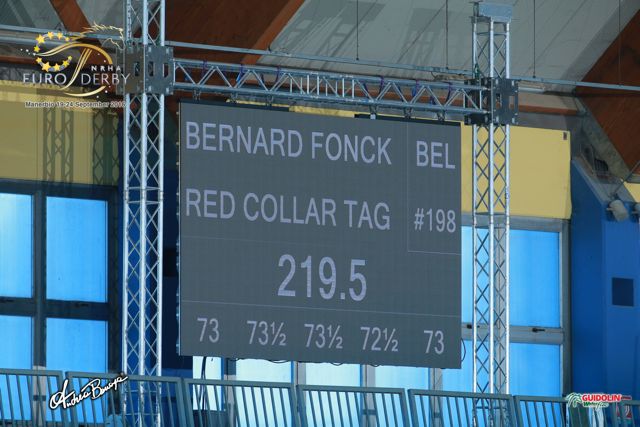 NRHA
EURO DERBY
BERNARD FONCK BEL
RED COLLAR TAG #198
219.5
73 73½ 73½ 72½ 73
GUIDOLIN